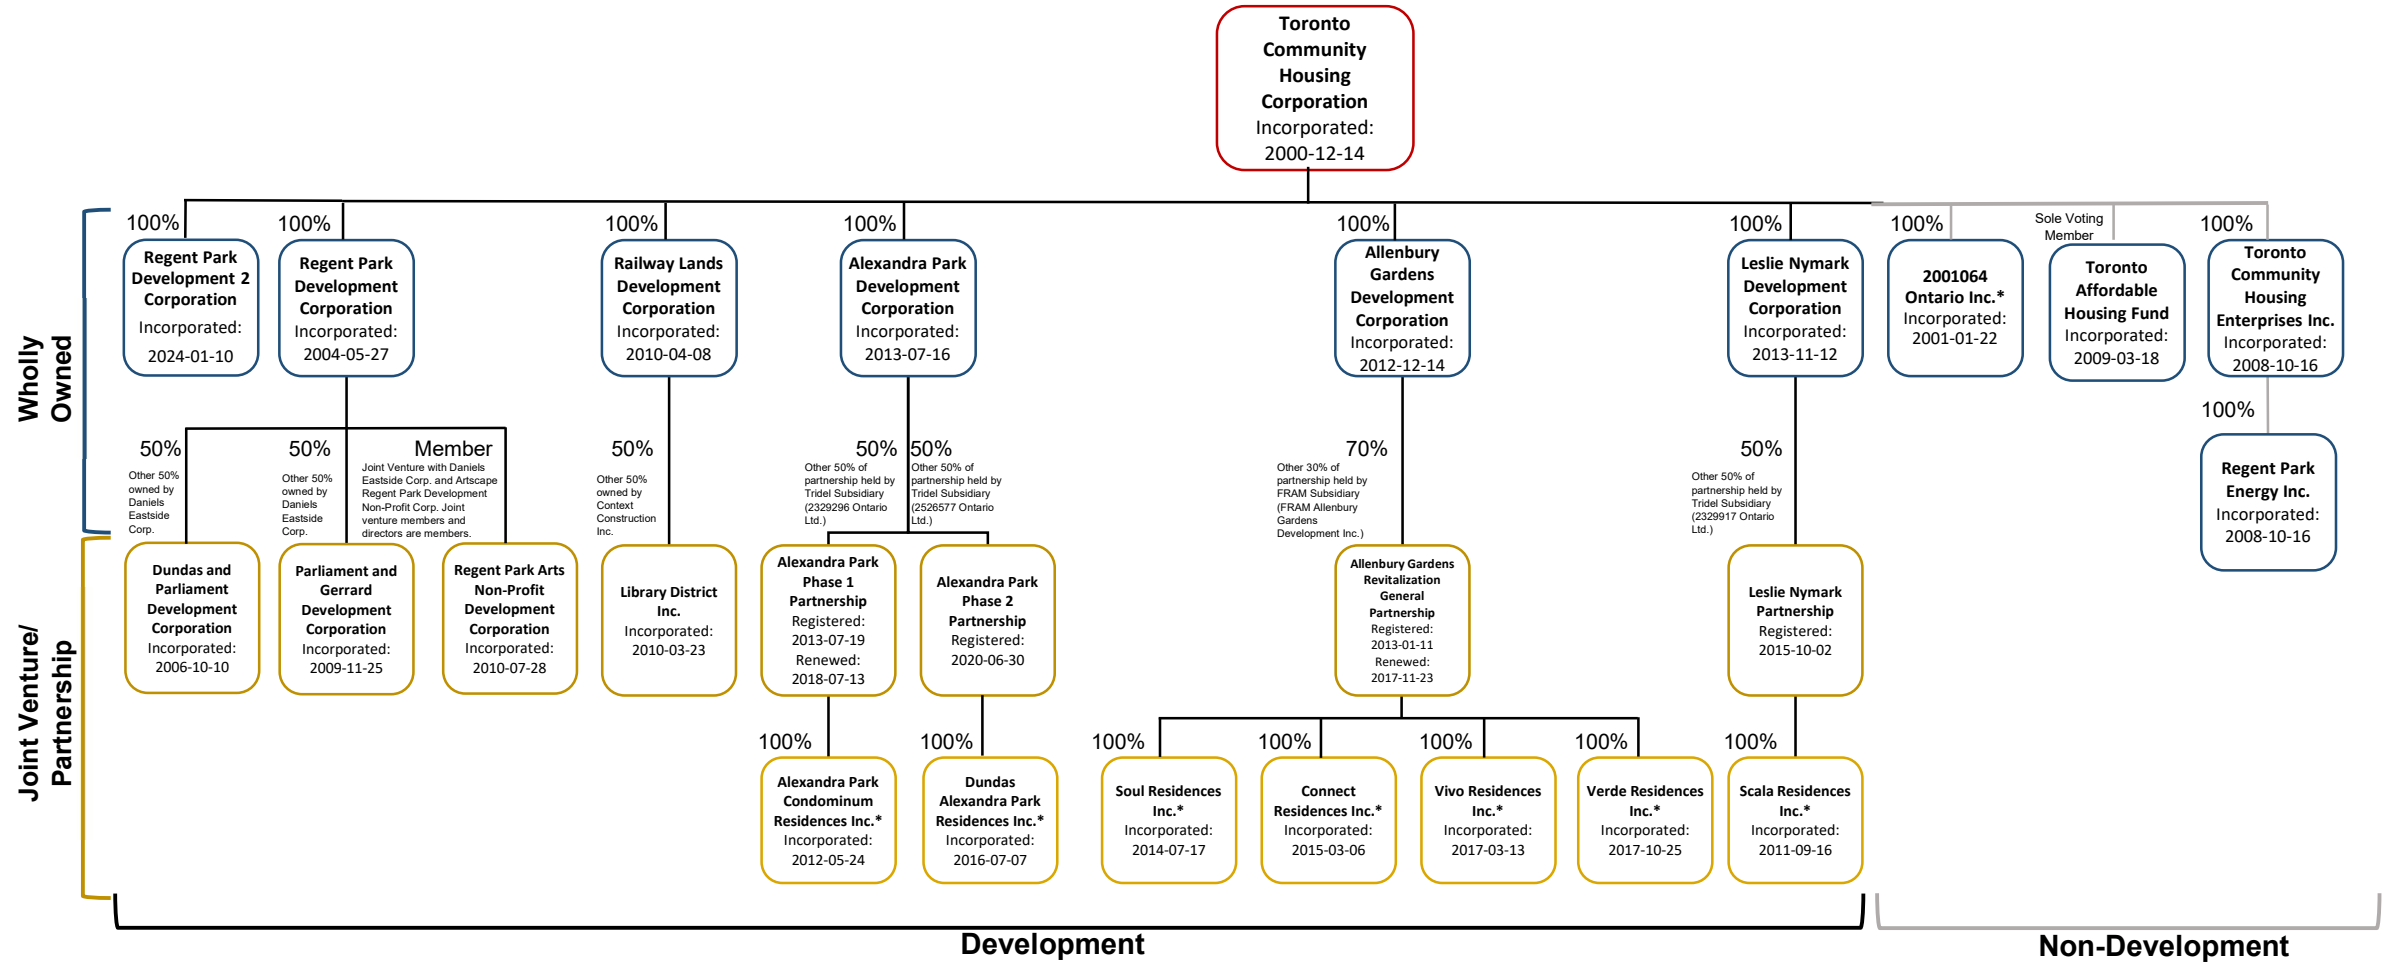 Toronto
Community
Housing
Corporation
Incorporated:
2000-12-14
Wholly
Owned
100%
Regent Park
Development 2
Corporation
Incorporated:
2024-01-10
100%
Regent Park
Development
Corporation
Incorporated:
2004-05-27
100%
Railway Lands
Development
Corporation
Incorporated:
2010-04-08
100%
Alexandra Park
Development
Corporation
Incorporated:
2013-07-16
100%
Allenbury
Gardens
Development
Corporation
Incorporated:
2012-12-14
100%
Leslie Nymark
Development
Corporation
Incorporated:
2013-11-12
100%
2001064
Ontario Inc.*
Incorporated:
2001-01-22
Sole Voting
Member
Toronto
Affordable
Housing Fund
Incorporated:
2009-03-18
100%
Toronto
Community
Housing
Enterprises Inc.
Incorporated:
2008-10-16
100%
Regent Park
Energy Inc.
Incorporated:
2008-10-16
Joint Venture/
Partnership
50%
Other 50%
owned by
Daniels
Eastside
Corp.
Dundas and
Parliament
Development
Corporation
Incorporated:
2006-10-10
50%
Other 50%
owned by
Daniels
Eastside
Corp.
Parliament and
Gerrard
Development
Corporation
Incorporated:
2009-11-25
Member
Joint Venture with Daniels
Eastside Corp. and Artscape
Regent Park Development
Non-Profit Corp. Joint
venture members and
directors are members.
Regent Park Arts
Non-Profit
Development
Corporation
Incorporated:
2010-07-28
50%
Other 50%
owned by
Context
Construction
Inc.
Library District
Inc.
Incorporated:
2010-03-23
50%
Other 50% of
partnership held by
Tridel Subsidiary
(2329296 Ontario
Ltd.)
Alexandra Park
Phase 1
Partnership
Registered:
2013-07-19
Renewed:
2018-07-13
50%
Other 50% of
partnership held by
Tridel Subsidiary
(2526577 Ontario
Ltd.)
Alexandra Park
Phase 2
Partnership
Registered:
2020-06-30
70%
Other 30% of
partnership held by
FRAM Subsidiary
(FRAM Allenbury
Gardens
Development Inc.)
Allenbury Gardens
Revitalization
General
Partnership
Registered:
2013-01-11
Renewed:
2017-11-23
50%
Other 50% of
partnership held by
Tridel Subsidiary
(2329917 Ontario
Ltd.)
Leslie Nymark
Partnership
Registered:
2015-10-02
100%
Alexandra Park
Condominum
Residences Inc.*
Incorporated:
2012-05-24
100%
Dundas
Alexandra Park
Residences Inc.*
Incorporated:
2016-07-07
100%
Soul Residences
Inc.*
Incorporated:
2014-07-17
100%
Connect
Residences Inc.*
Incorporated:
2015-03-06
100%
Vivo Residences
Inc.*
Incorporated:
2017-03-13
100%
Verde Residences
Inc.*
Incorporated:
2017-10-25
100%
Scala Residences
Inc.*
Incorporated:
2011-09-16
Development
Non-Development